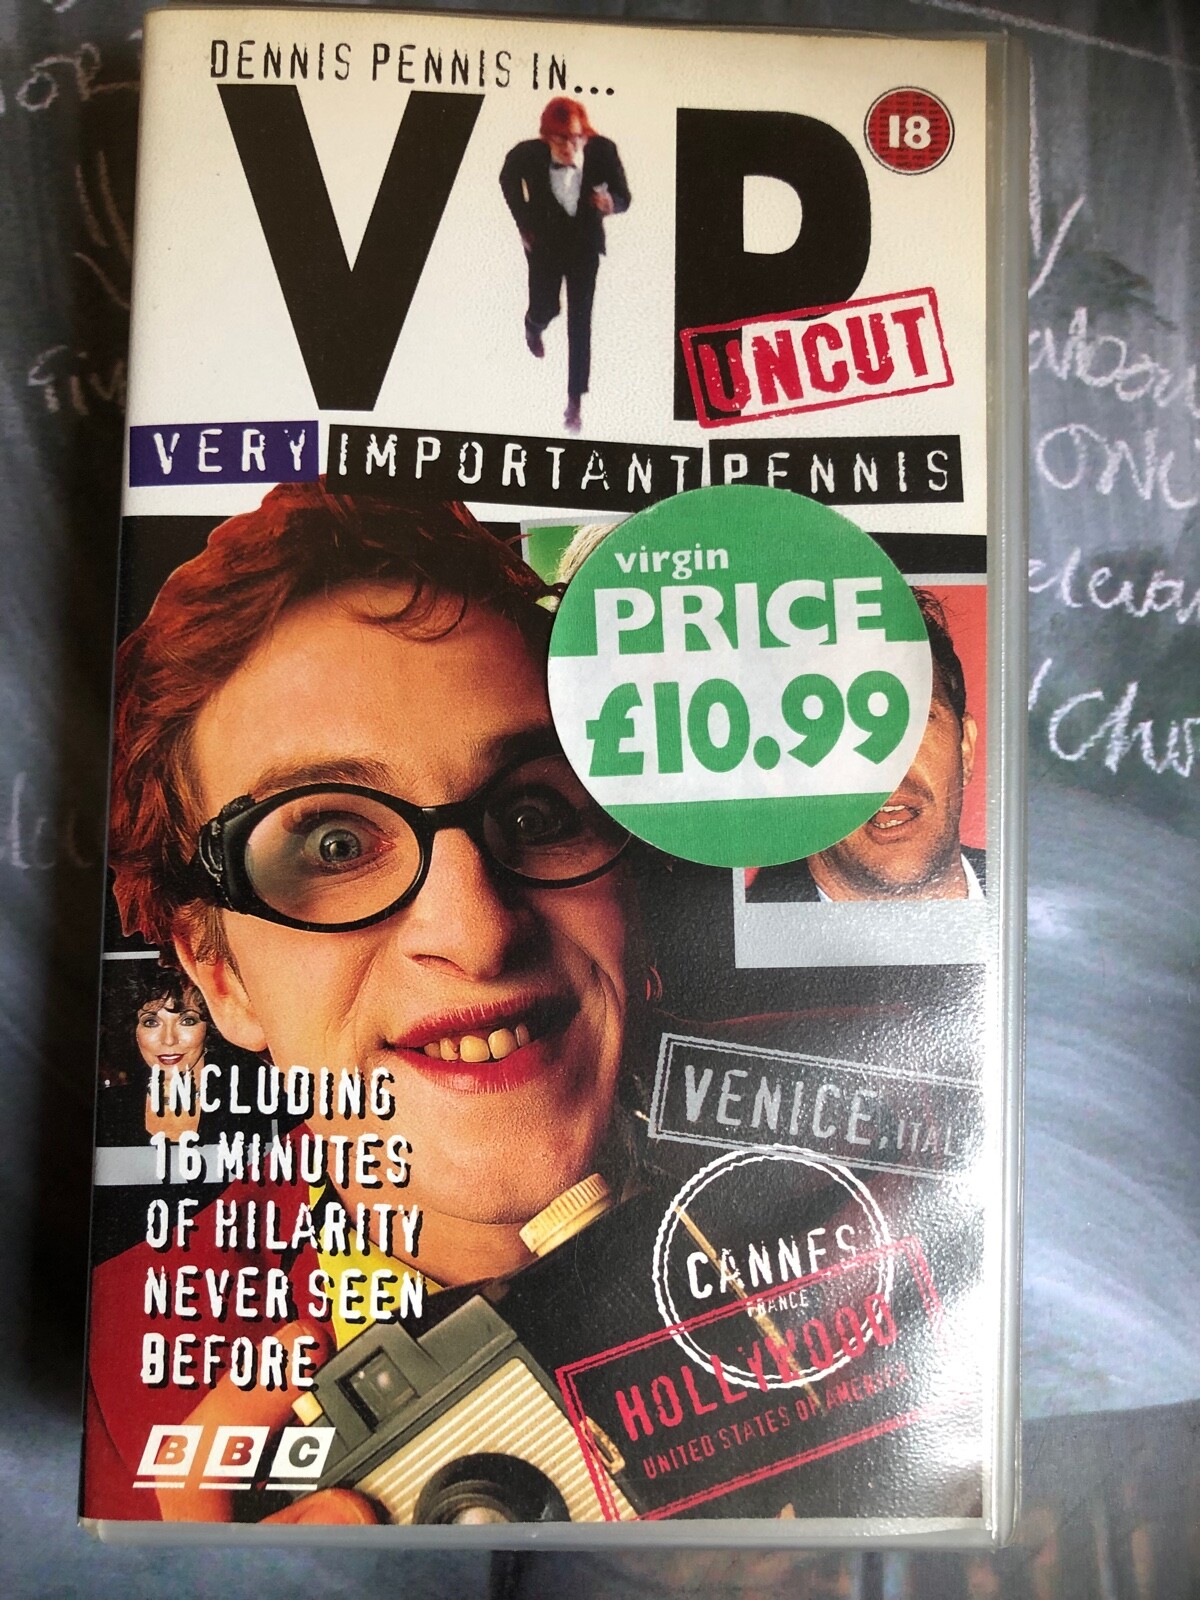 DENNIS PENNIS IN...
V P
18
UNCUT
VERY IMPORTANT PENNIS
virgin
PRICE
£10.99
INCLUDING
16 MINUTES
OF HILARITY
NEVER SEEN
BEFORE
VENICE, ITAL
CANNES
FRANCE
HOLLYWOOD
UNITED STATES OF AMERICA
BBC